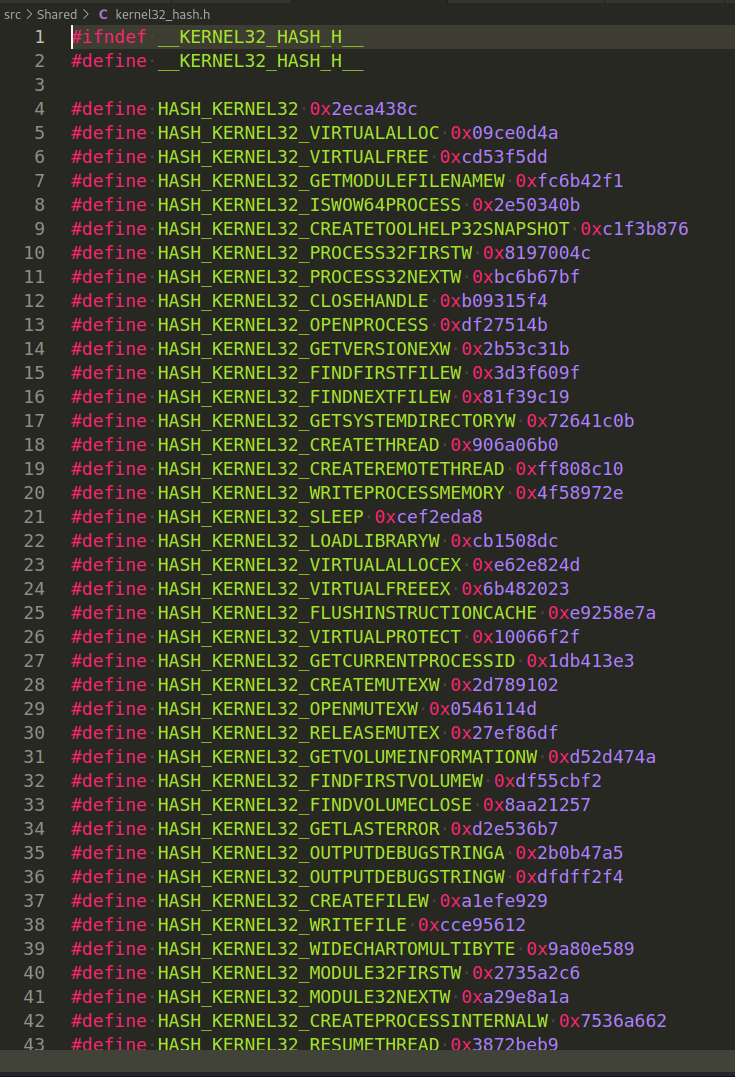 src > Shared > C kernel32_hash.h
1 #ifndef __KERNEL32_HASH_H__
2 #define __KERNEL32_HASH_H__
3
4 #define HASH_KERNEL32 0x2eca438c
5 #define HASH_KERNEL32_VIRTUALALLOC 0x09ce0d4a
6 #define HASH_KERNEL32_VIRTUALFREE 0xcd53f5dd
7 #define HASH_KERNEL32_GETMODULEFILENAMEW 0xfc6b42f1
8 #define HASH_KERNEL32_ISWOW64PROCESS 0x2e50340b
9 #define HASH_KERNEL32_CREATETOOLHELP32SNAPSHOT 0xc1f3b876
10 #define HASH_KERNEL32_PROCESS32FIRSTW 0x8197004c
11 #define HASH_KERNEL32_PROCESS32NEXTW 0xbc6b67bf
12 #define HASH_KERNEL32_CLOSEHANDLE 0xb09315f4
13 #define HASH_KERNEL32_OPENPROCESS 0xdf27514b
14 #define HASH_KERNEL32_GETVERSIONEXW 0x2b53c31b
15 #define HASH_KERNEL32_FINDFIRSTFILEW 0x3d3f609f
16 #define HASH_KERNEL32_FINDNEXTFILEW 0x81f39c19
17 #define HASH_KERNEL32_GETSYSTEMDIRECTORYW 0x72641c0b
18 #define HASH_KERNEL32_CREATETHREAD 0x906a06b0
19 #define HASH_KERNEL32_CREATEREMOTETHREAD 0xff808c10
20 #define HASH_KERNEL32_WRITEPROCESSMEMORY 0x4f58972e
21 #define HASH_KERNEL32_SLEEP 0xcef2eda8
22 #define HASH_KERNEL32_LOADLIBRARYW 0xcb1508dc
23 #define HASH_KERNEL32_VIRTUALALLOCEX 0xe62e824d
24 #define HASH_KERNEL32_VIRTUALFREEEX 0x6b482023
25 #define HASH_KERNEL32_FLUSHINSTRUCTIONCACHE 0xe9258e7a
26 #define HASH_KERNEL32_VIRTUALPROTECT 0x10066f2f
27 #define HASH_KERNEL32_GETCURRENTPROCESSID 0x1db413e3
28 #define HASH_KERNEL32_CREATEMUTEXW 0x2d789102
29 #define HASH_KERNEL32_OPENMUTEXW 0x0546114d
30 #define HASH_KERNEL32_RELEASEMUTEX 0x27ef86df
31 #define HASH_KERNEL32_GETVOLUMEINFORMATIONW 0xd52d474a
32 #define HASH_KERNEL32_FINDFIRSTVOLUMEW 0xdf55cbf2
33 #define HASH_KERNEL32_FINDVOLUMECLOSE 0x8aa21257
34 #define HASH_KERNEL32_GETLASTERROR 0xd2e536b7
35 #define HASH_KERNEL32_OUTPUTDEBUGSTRINGA 0x2b0b47a5
36 #define HASH_KERNEL32_OUTPUTDEBUGSTRINGW 0xdfdff2f4
37 #define HASH_KERNEL32_CREATEFILEW 0xa1efe929
38 #define HASH_KERNEL32_WRITEFILE 0xcce95612
39 #define HASH_KERNEL32_WIDECHARTOMULTIBYTE 0x9a80e589
40 #define HASH_KERNEL32_MODULE32FIRSTW 0x2735a2c6
41 #define HASH_KERNEL32_MODULE32NEXTW 0xa29e8a1a
42 #define HASH_KERNEL32_CREATEPROCESSINTERNALW 0x7536a662
43 #define HASH_KERNEL32_RESUMETHREAD 0x3872beb9